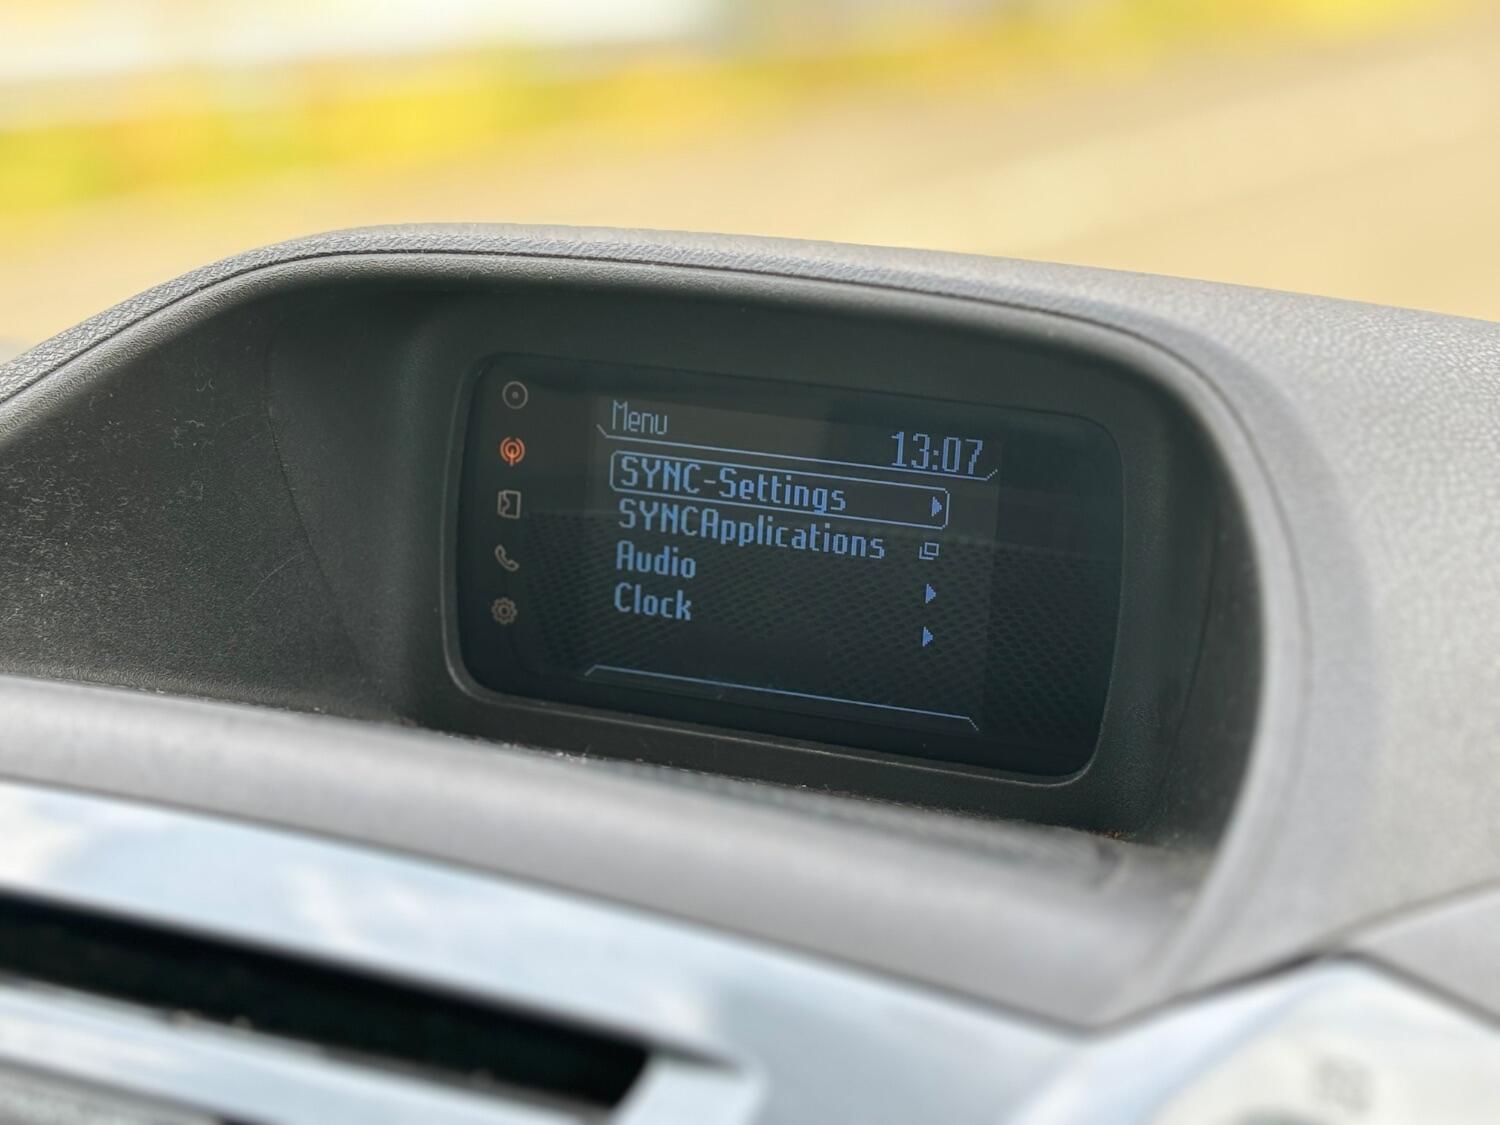 Menu
13:07
SYNC-Settings
SYNCApplications
Audio
Clock